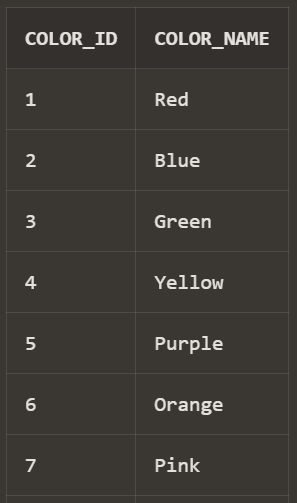 COLOR_ID COLOR_NAME
1 Red
2 Blue
3 Green
4 Yellow
5 Purple
6 Orange
7 Pink